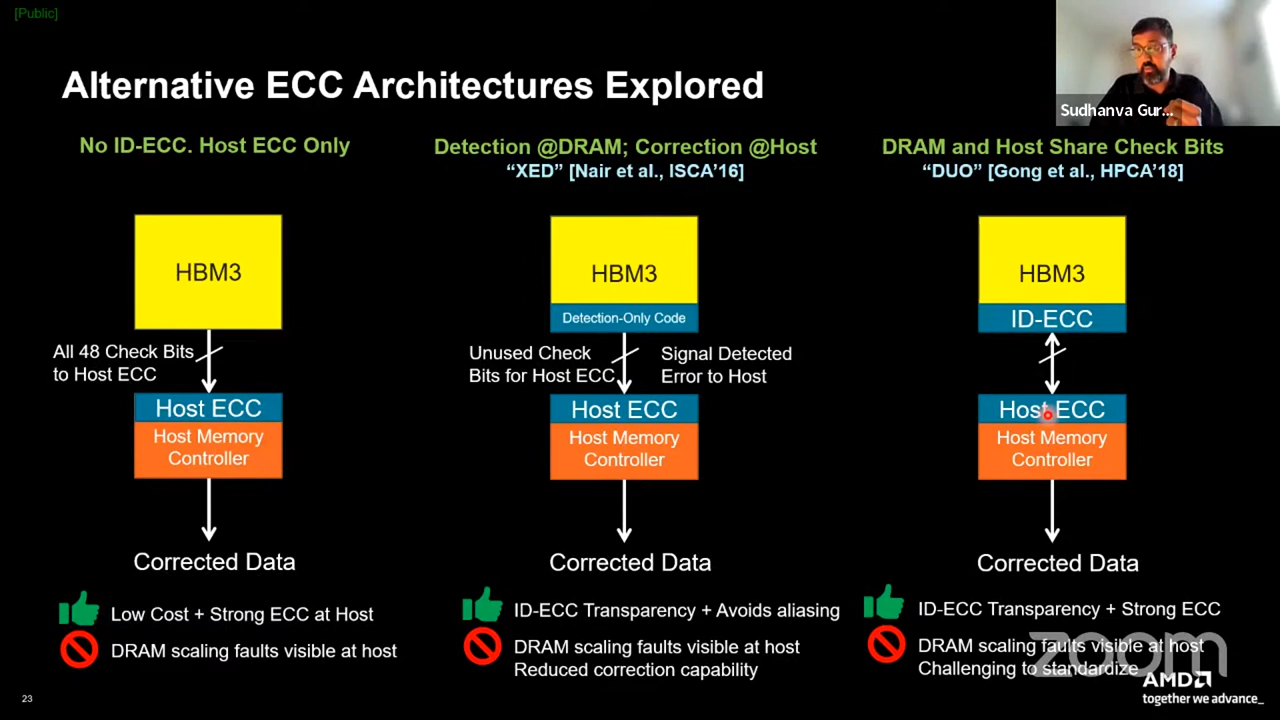 [Public]
Sudhanva Gur...
Alternative ECC Architectures Explored
No ID-ECC. Host ECC Only
HBM3
All 48 Check Bits
to Host ECC
Host ECC
Host Memory
Controller
Corrected Data
Low Cost + Strong ECC at Host
DRAM scaling faults visible at host
Detection @DRAM; Correction @Host
“XED” [Nair et al., ISCA’16]
HBM3
Detection-Only Code
Unused Check
Bits for Host ECC
Signal Detected
Error to Host
Host ECC
Host Memory
Controller
Corrected Data
ID-ECC Transparency + Avoids aliasing
DRAM scaling faults visible at host
Reduced correction capability
DRAM and Host Share Check Bits
“DUO” [Gong et al., HPCA’18]
HBM3
ID-ECC
Host ECC
Host Memory
Controller
Corrected Data
ID-ECC Transparency + Strong ECC
DRAM scaling faults visible at host
Challenging to standardize
zoom
AMD
together we advance_
23